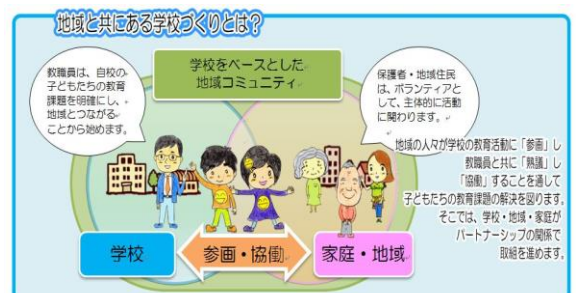 地域と共にある学校づくりとは？
学校をベースとした
地域コミュニティ
教職員は、自校の
子どもたちの教育
課題を明確にし、
地域とつながる
ことから始めます。
保護者・地域住民
は、ボランティア
として、主体的に活動
に関わります。
地域の人々が学校の教育活動に「参画」し
教職員と共に「熟議」し
「協働」することを通して
子どもたちの教育課題の解決を図ります。
そこでは、学校・地域・家庭が
パートナーシップの関係で
取組を進めます。
学校
参画・協働
家庭・地域